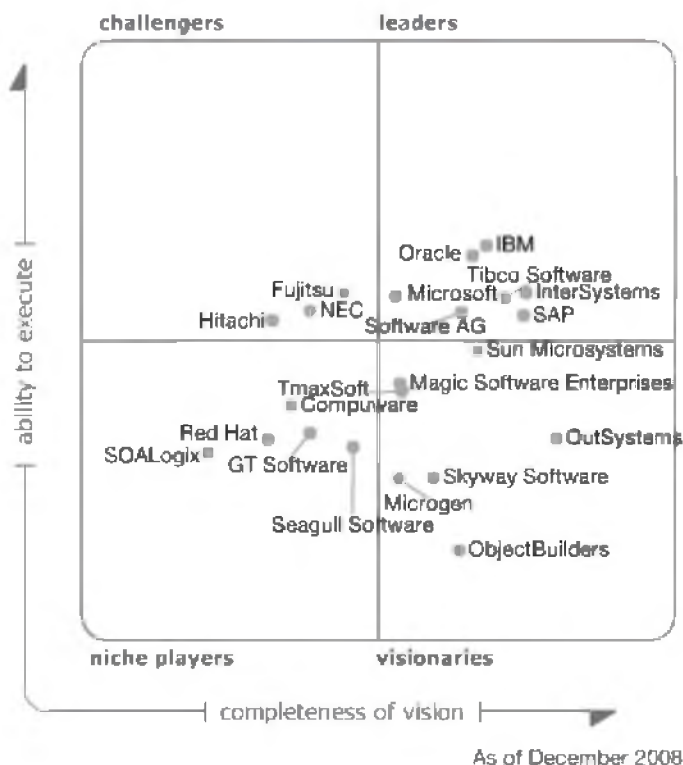 challengers
leaders
ability to execute
IBM
Oracle
Tibco Software
Fujitsu
Microsoft
InterSystems
NEC
Hitachi
Software AG
SAP
Sun Microsystems
TmaxSoft
Magic Software Enterprises
Compuware
Red Hat
OutSystems
SOALogix
GT Software
Skyway Software
Microgen
Seagull Software
ObjectBuilders
niche players
visionaries
completeness of vision
As of December 2008